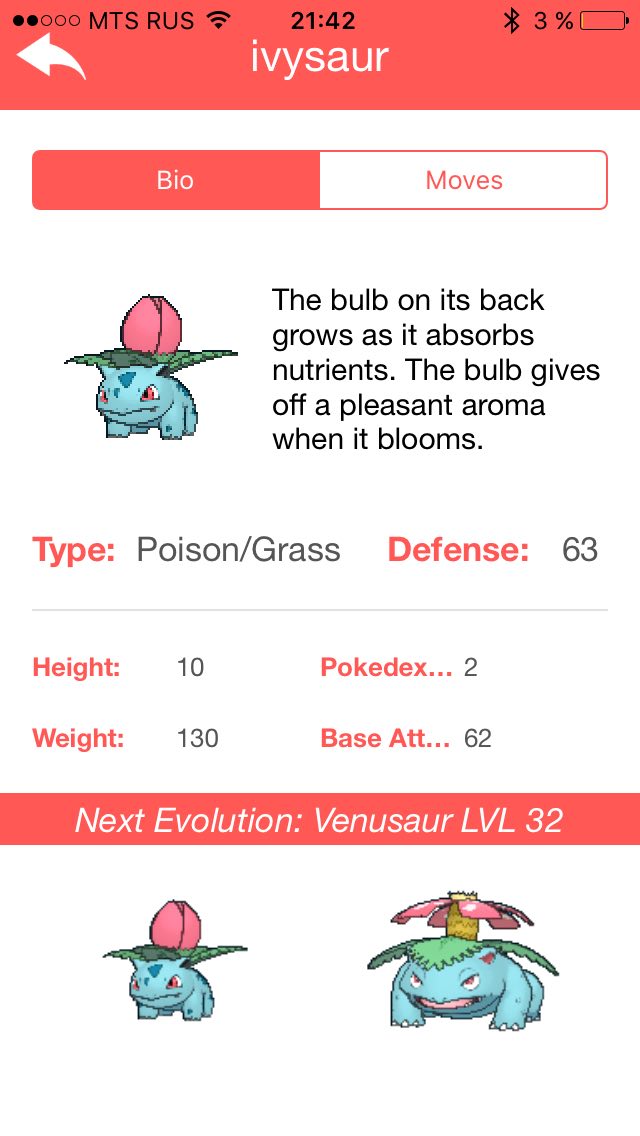 MTS RUS 21:42 3 %
ivysaur
Bio Moves
The bulb on its back
grows as it absorbs
nutrients. The bulb gives
off a pleasant aroma
when it blooms.
Type: Poison/Grass Defense: 63
Height: 10 Pokedex... 2
Weight: 130 Base Att... 62
Next Evolution: Venusaur LVL 32